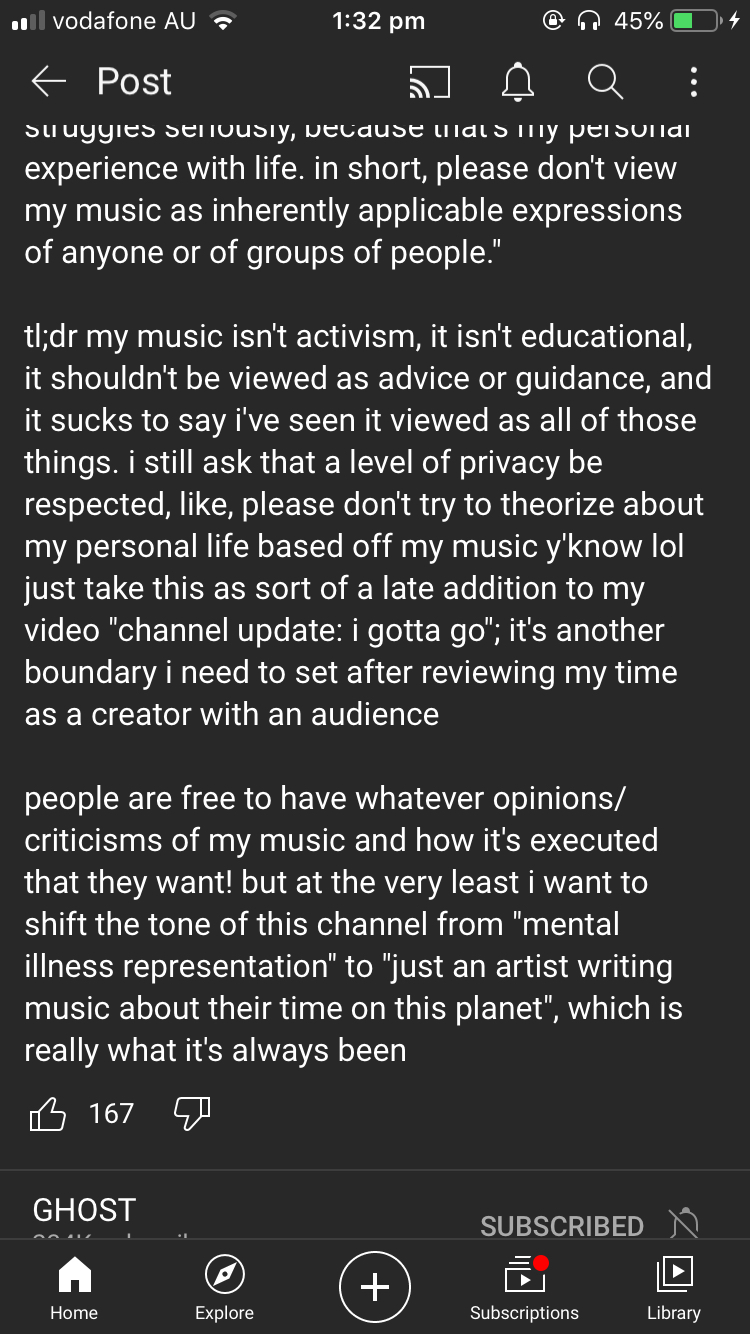 vodafone AU 1:32 pm 45%
Post
struggles seriously, because that's my personal
experience with life. in short, please don't view
my music as inherently applicable expressions
of anyone or of groups of people."
tl;dr my music isn't activism, it isn't educational,
it shouldn't be viewed as advice or guidance, and
it sucks to say i've seen it viewed as all of those
things. i still ask that a level of privacy be
respected, like, please don't try to theorize about
my personal life based off my music y'know lol
just take this as sort of a late addition to my
video "channel update: i gotta go"; it's another
boundary i need to set after reviewing my time
as a creator with an audience
people are free to have whatever opinions/
criticisms of my music and how it's executed
that they want! but at the very least i want to
shift the tone of this channel from "mental
illness representation" to "just an artist writing
music about their time on this planet", which is
really what it's always been
167
GHOST
SUBSCRIBED
Home Explore Subscriptions Library